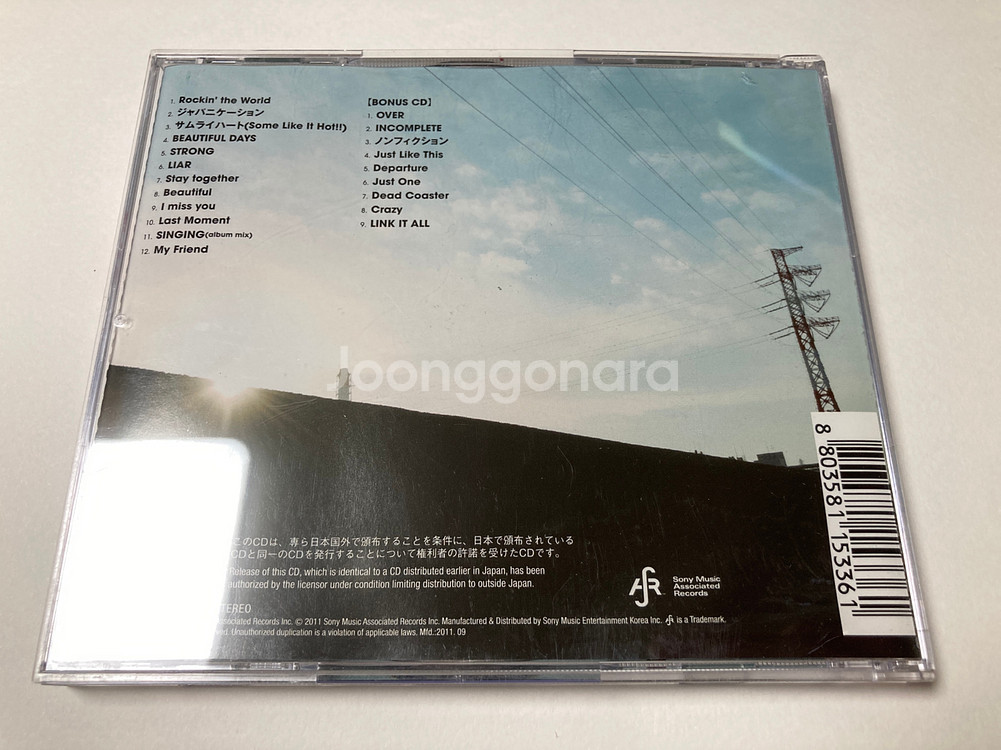 1. Rockin' the World
2. ジャパニケーション
3. サムライハート(Some Like It Hot!!)
4. BEAUTIFUL DAYS
5. STRONG
6. LIAR
7. Stay together
8. Beautiful
9. I miss you
10. Last Moment
11. SINGING(album mix)
12. My Friend
【BONUS CD】
1. OVER
2. INCOMPLETE
3. ノンフィクション
4. Just Like This
5. Departure
6. Just One
7. Dead Coaster
8. Crazy
9. LINK IT ALL
Joonggonara
8 803581 153361
このCDは、専ら日本国外で頒布することを条件に、日本で頒布されている
CDと同一のCDを発行することについて権利者の許諾を受けたCDです。
Release of this CD, which is identical to a CD distributed earlier in Japan, has been
authorized by the licensor under condition limiting distribution to outside Japan.
Sony Music
Associated
Records
TEREO
ssociated Records Inc. © 2011 Sony Music Associated Records Inc. Manufactured & Distributed by Sony Music Entertainment Korea Inc. is a Trademark.
Unauthorized duplication is a violation of applicable laws. Mfd.:2011. 09